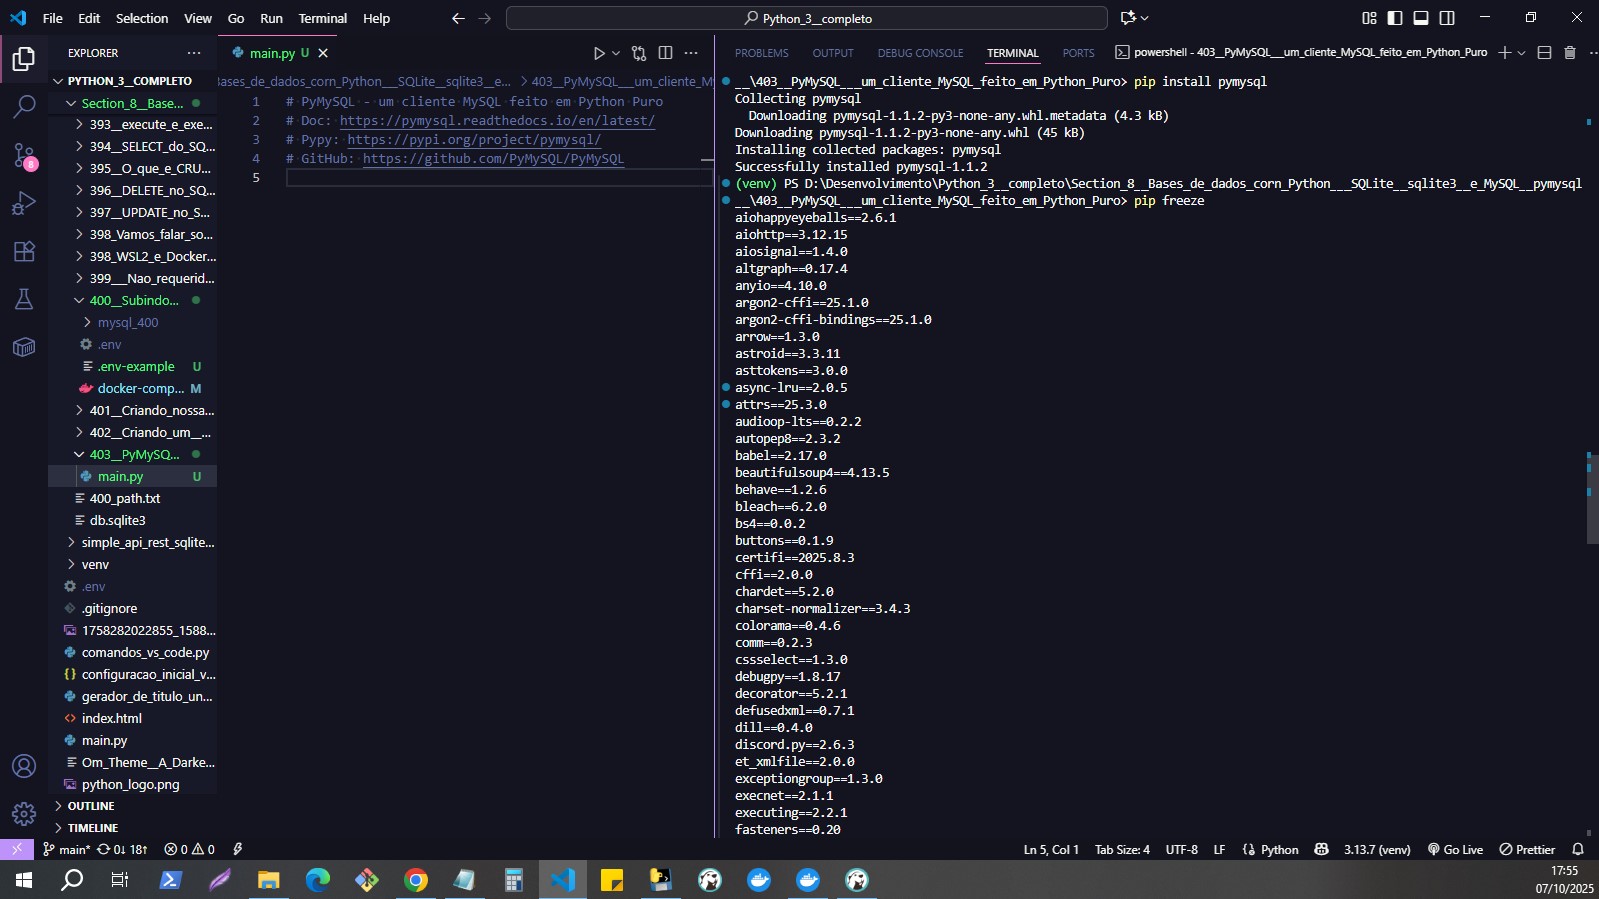 File Edit Selection View Go Run Terminal Help
Python_3__completo
EXPLORER
PYTHON_3__COMPLETO
Section_8__Base...
393__execute_e_exe...
394__SELECT_do_SQ...
395__O_que_e_CRU...
396__DELETE_no_SQ...
397__UPDATE_no_S...
398_Vamos_falar_so...
398_WSL2_e_Docker...
399___Nao_requerid...
400__Subindo...
mysql_400
.env
.env-example U
docker-comp... M
401__Criando_nossa...
402__Criando_um__...
403__PyMySQ...
main.py U
400_path.txt
db.sqlite3
simple_api_rest_sqlite...
venv
.env
.gitignore
1758282022855_1588...
comandos_vs_code.py
configuracao_inicial_v...
gerador_de_titulo_un...
index.html
main.py
Om_Theme__A_Darke...
python_logo.png
OUTLINE
TIMELINE
8
main.py U
Bases_de_dados_corn_Python___SQLite__sqlite3__e... > 403__PyMySQL___um_cliente_M
1 # PyMySQL - um cliente MySQL feito em Python Puro
2 # Doc: https://pymysql.readthedocs.io/en/latest/
3 # Pypy: https://pypi.org/project/pymysql/
4 # GitHub: https://github.com/PyMySQL/PyMySQL
5
PROBLEMS OUTPUT DEBUG CONSOLE TERMINAL PORTS powershell - 403__PyMySQL___um_cliente_MySQL_feito_em_Python_Puro
__\403__PyMySQL___um_cliente_MySQL_feito_em_Python_Puro> pip install pymysql
Collecting pymysql
Downloading pymysql-1.1.2-py3-none-any.whl.metadata (4.3 kB)
Downloading pymysql-1.1.2-py3-none-any.whl (45 kB)
Installing collected packages: pymysql
Successfully installed pymysql-1.1.2
(venv) PS D:\Desenvolvimento\Python_3__completo\Section_8__Bases_de_dados_corn_Python___SQLite__sqlite3__e_MySQL__pymysql
__\403__PyMySQL___um_cliente_MySQL_feito_em_Python_Puro> pip freeze
aiohappyeyeballs==2.6.1
aiohttp==3.12.15
aiosignal==1.4.0
altgraph==0.17.4
anyio==4.10.0
argon2-cffi==25.1.0
argon2-cffi-bindings==25.1.0
arrow==1.3.0
astroid==3.3.11
asttokens==3.0.0
async-lru==2.0.5
attrs==25.3.0
audioop-lts==0.2.2
autopep8==2.3.2
babel==2.17.0
beautifulsoup4==4.13.5
behave==1.2.6
bleach==6.2.0
bs4==0.0.2
buttons==0.1.9
certifi==2025.8.3
cffi==2.0.0
chardet==5.2.0
charset-normalizer==3.4.3
colorama==0.4.6
comm==0.2.3
cssselect==1.3.0
debugpy==1.8.17
decorator==5.2.1
defusedxml==0.7.1
dill==0.4.0
discord.py==2.6.3
et_xmlfile==2.0.0
exceptiongroup==1.3.0
execnet==2.1.1
executing==2.2.1
fasteners==0.20
main* 0↓ 18↑ 0 0
Ln 5, Col 1 Tab Size: 4 UTF-8 LF Python 3.13.7 (venv) Go Live Prettier
17:55
07/10/2025